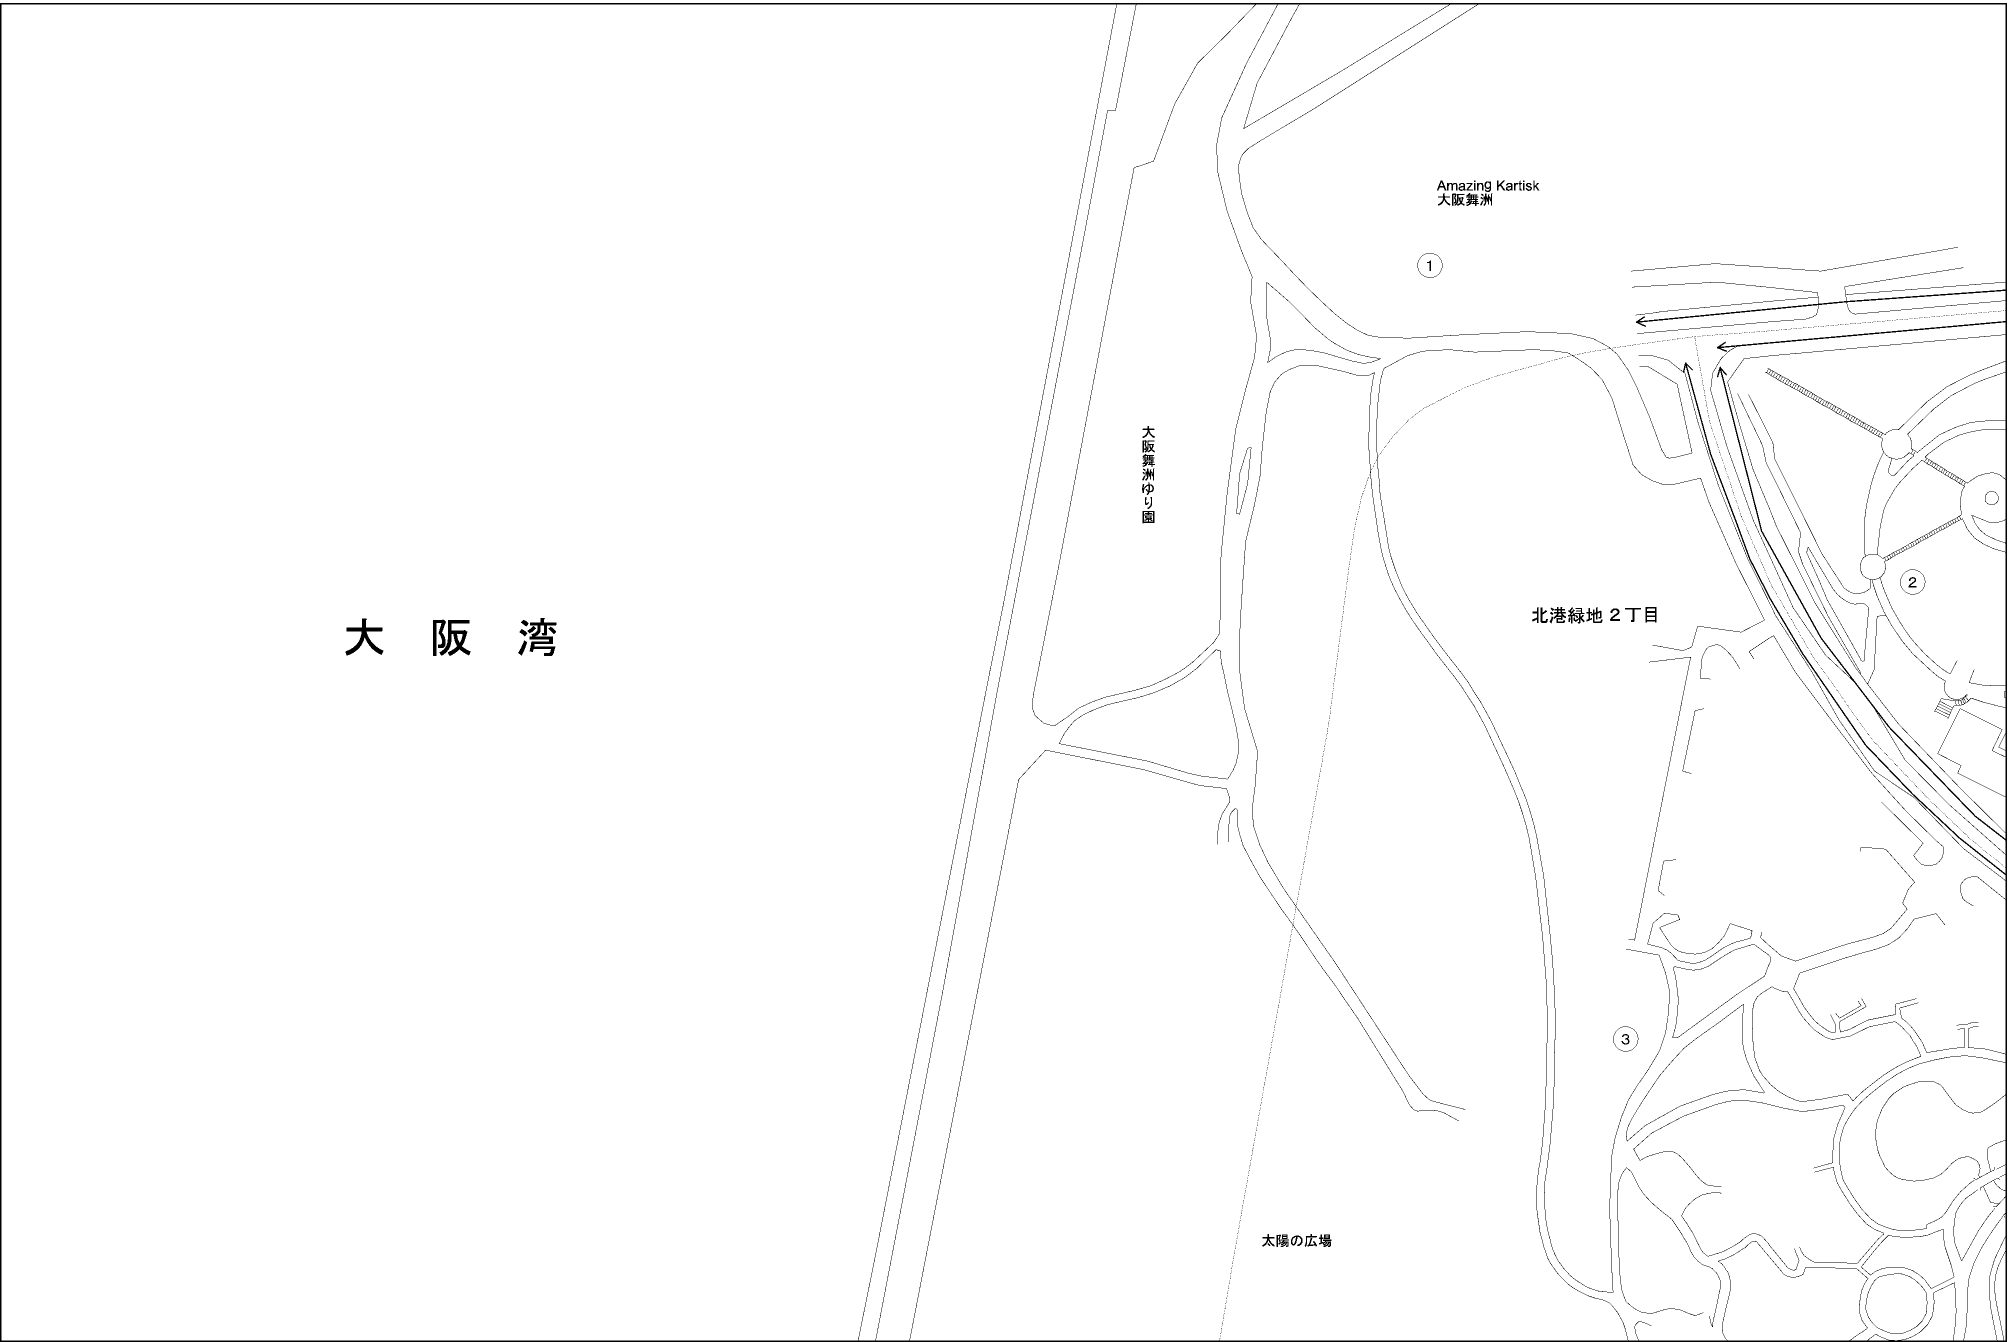 Amazing Kartisk
大阪舞洲
1
大阪舞洲ゆり園
2
北港緑地 2丁目
大阪湾
3
太陽の広場